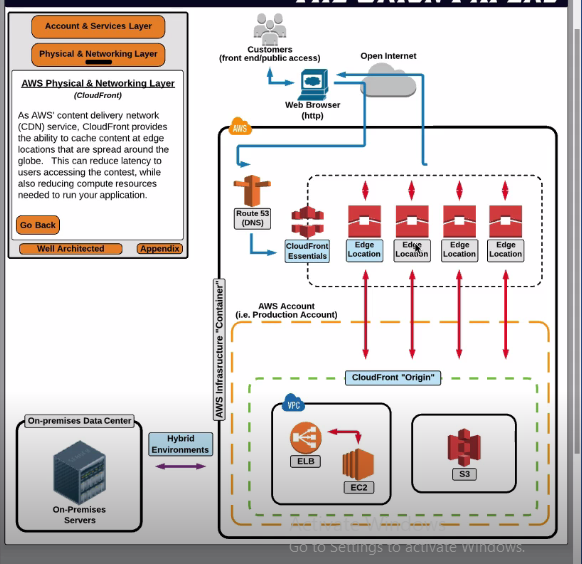 THE ORION PAPERS
Account & Services Layer
Physical & Networking Layer
AWS Physical & Networking Layer
(CloudFront)
As AWS' content delivery network
(CDN) service, CloudFront provides
the ability to cache content at edge
locations that are spread around the
globe. This can reduce latency to
users accessing the contest, while
also reducing compute resources
needed to run your application.
Go Back
Well Architected
Appendix
Customers
(front end/public access)
Open Internet
Web Browser
(http)
AWS
Route 53
(DNS)
CloudFront
Essentials
Edge
Location
Edge
Location
Edge
Location
Edge
Location
AWS Infrasructure "Container"
AWS Account
(i.e. Production Account)
CloudFront "Origin"
VPC
ELB
EC2
S3
On-premises Data Center
On-Premises
Servers
Hybrid
Environments
Activate Windows
Go to Settings to activate Windows.